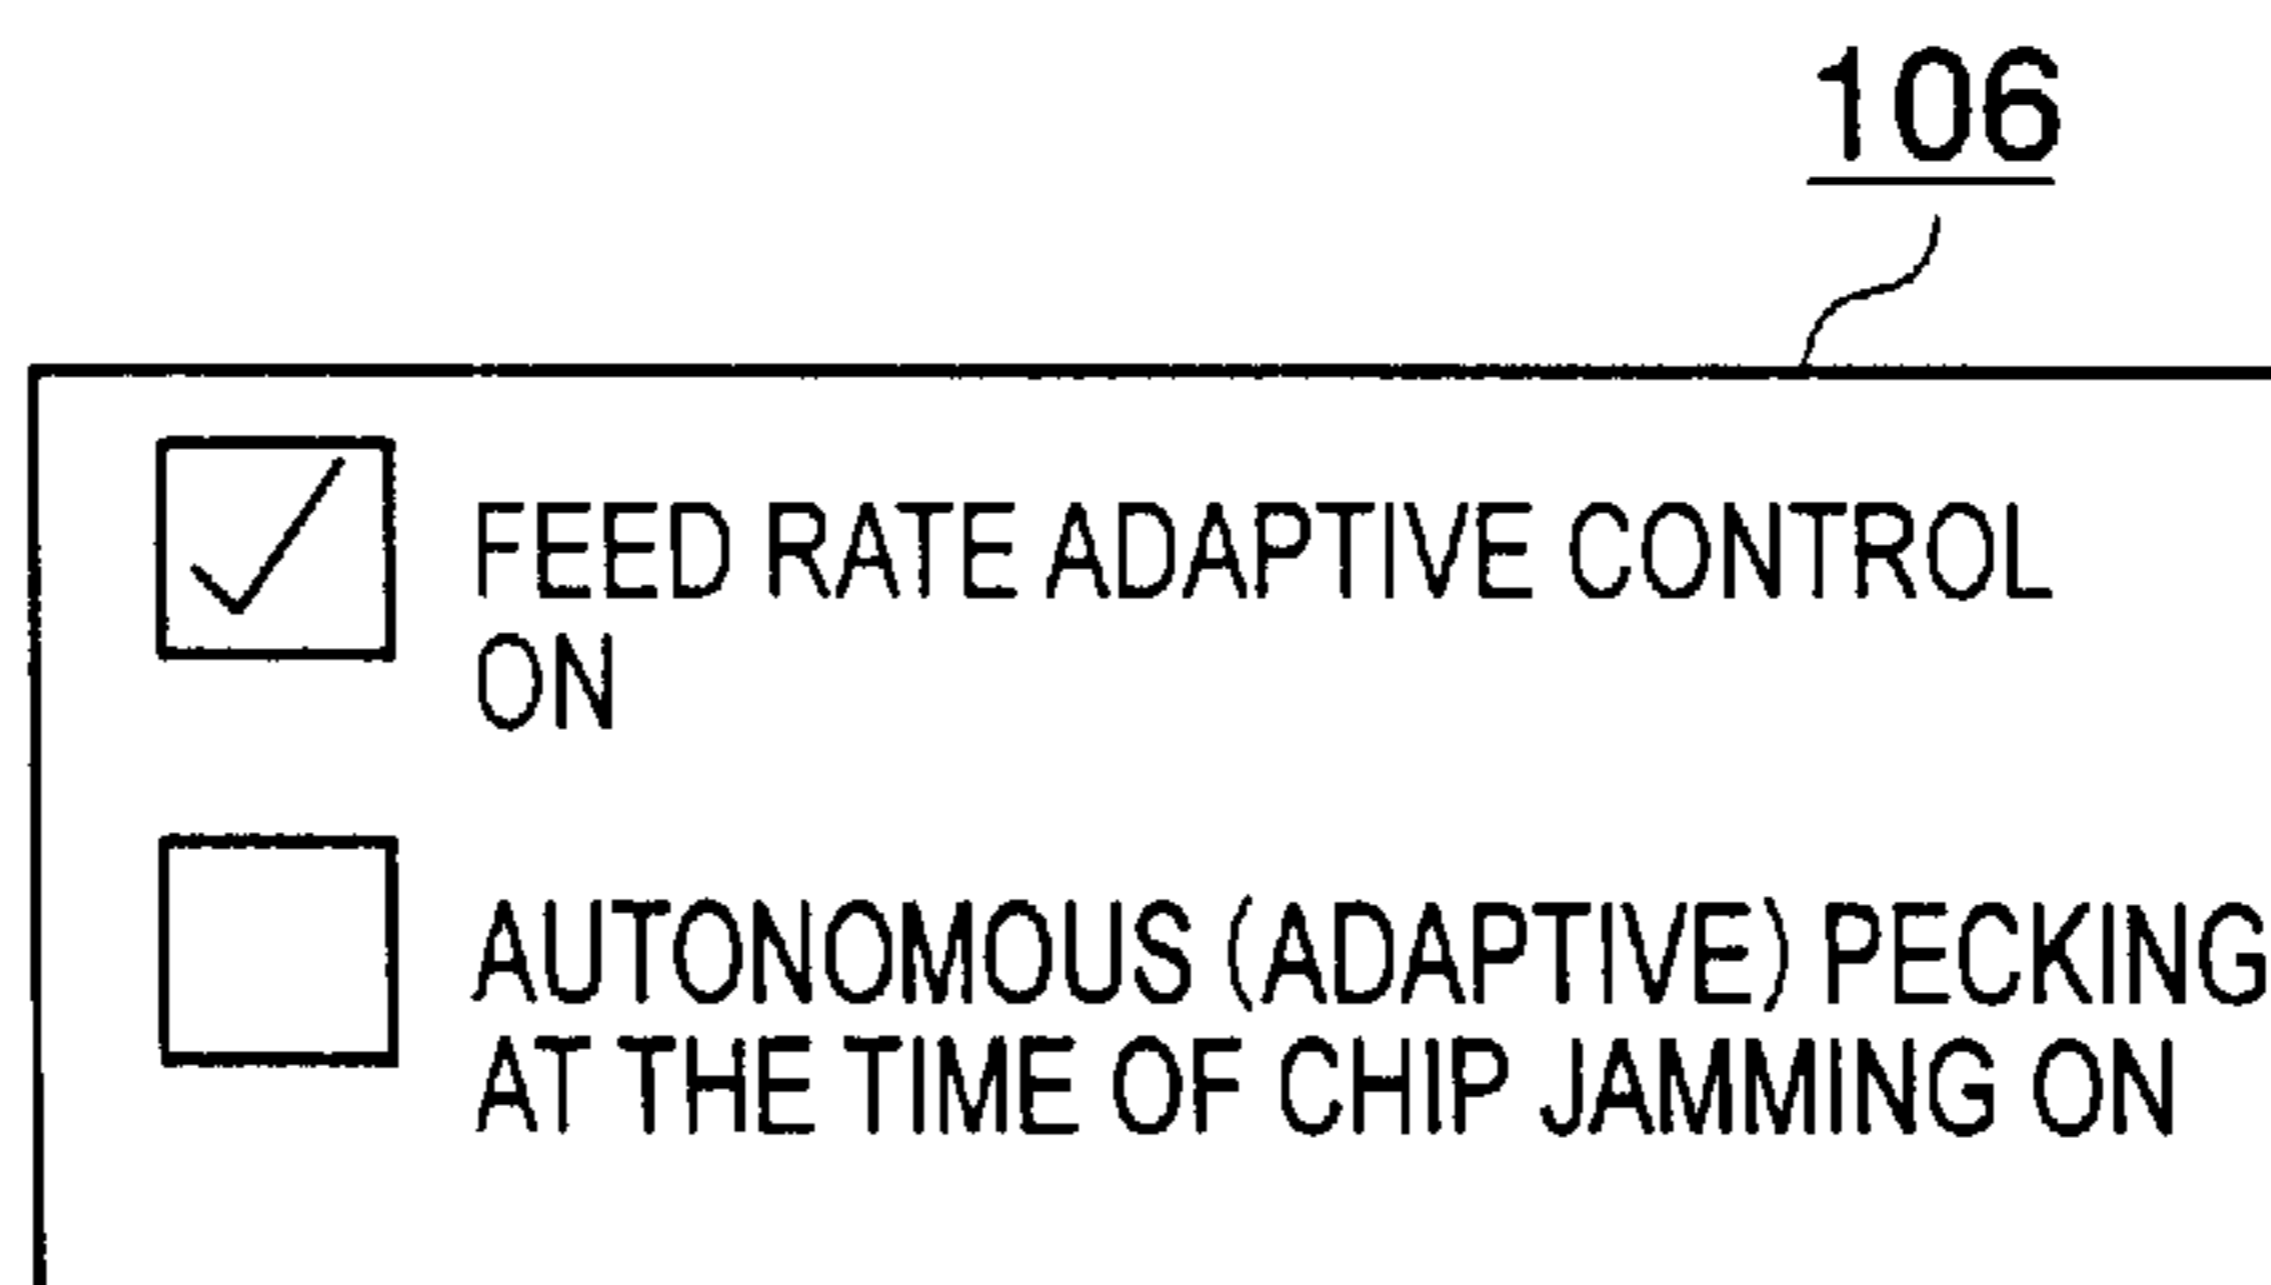 106
FEED RATE ADAPTIVE CONTROL
ON
AUTONOMOUS (ADAPTIVE) PECKING
AT THE TIME OF CHIP JAMMING ON